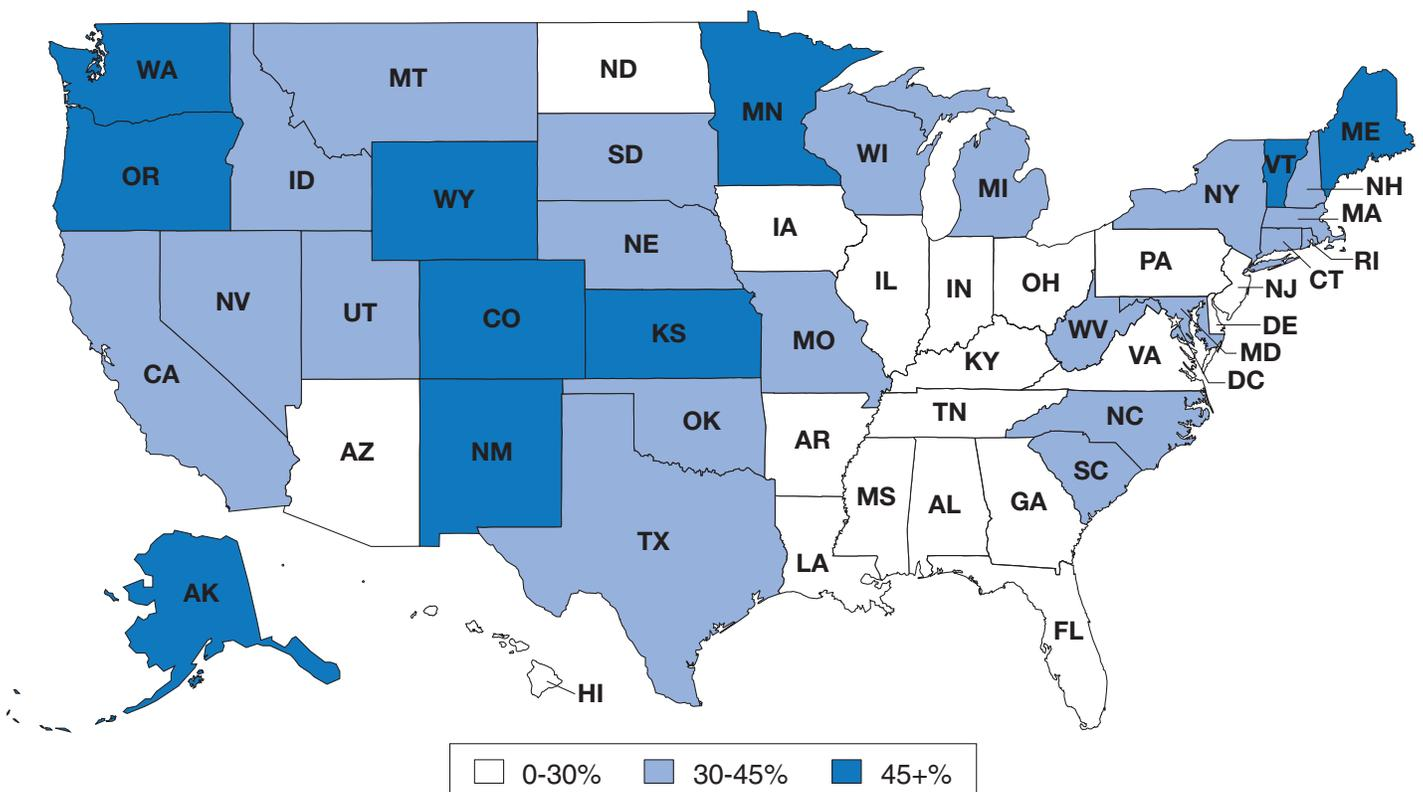 WA
MT
ND
MN
ME
VT
OR
ID
WY
SD
WI
MI
NY
NH
MA
IA
NE
RI
PA
CT
NV
UT
CO
KS
MO
IL
IN
OH
NJ
DE
WV
VA
MD
CA
KY
DC
AZ
NM
OK
AR
TN
NC
SC
MS
AL
GA
TX
LA
AK
FL
HI
0-30% 30-45% 45+%